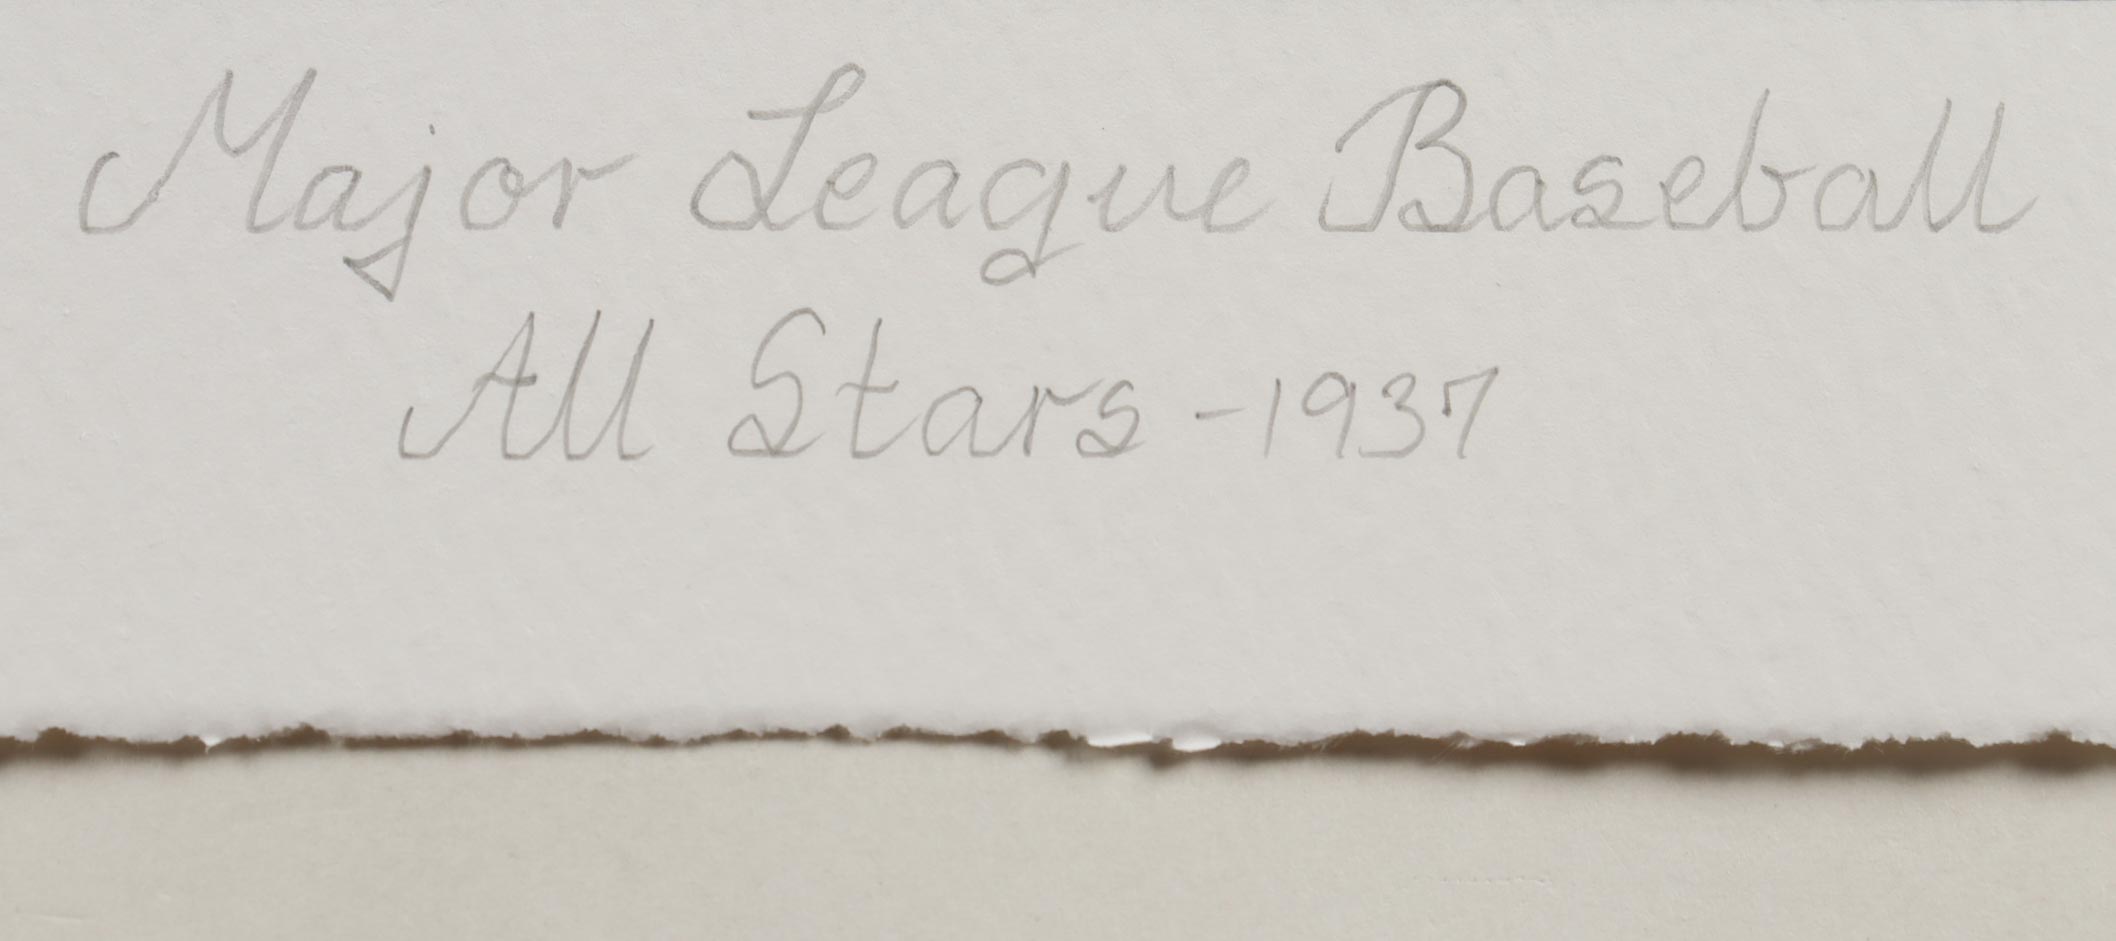 Major League Baseball
All Stars - 1937